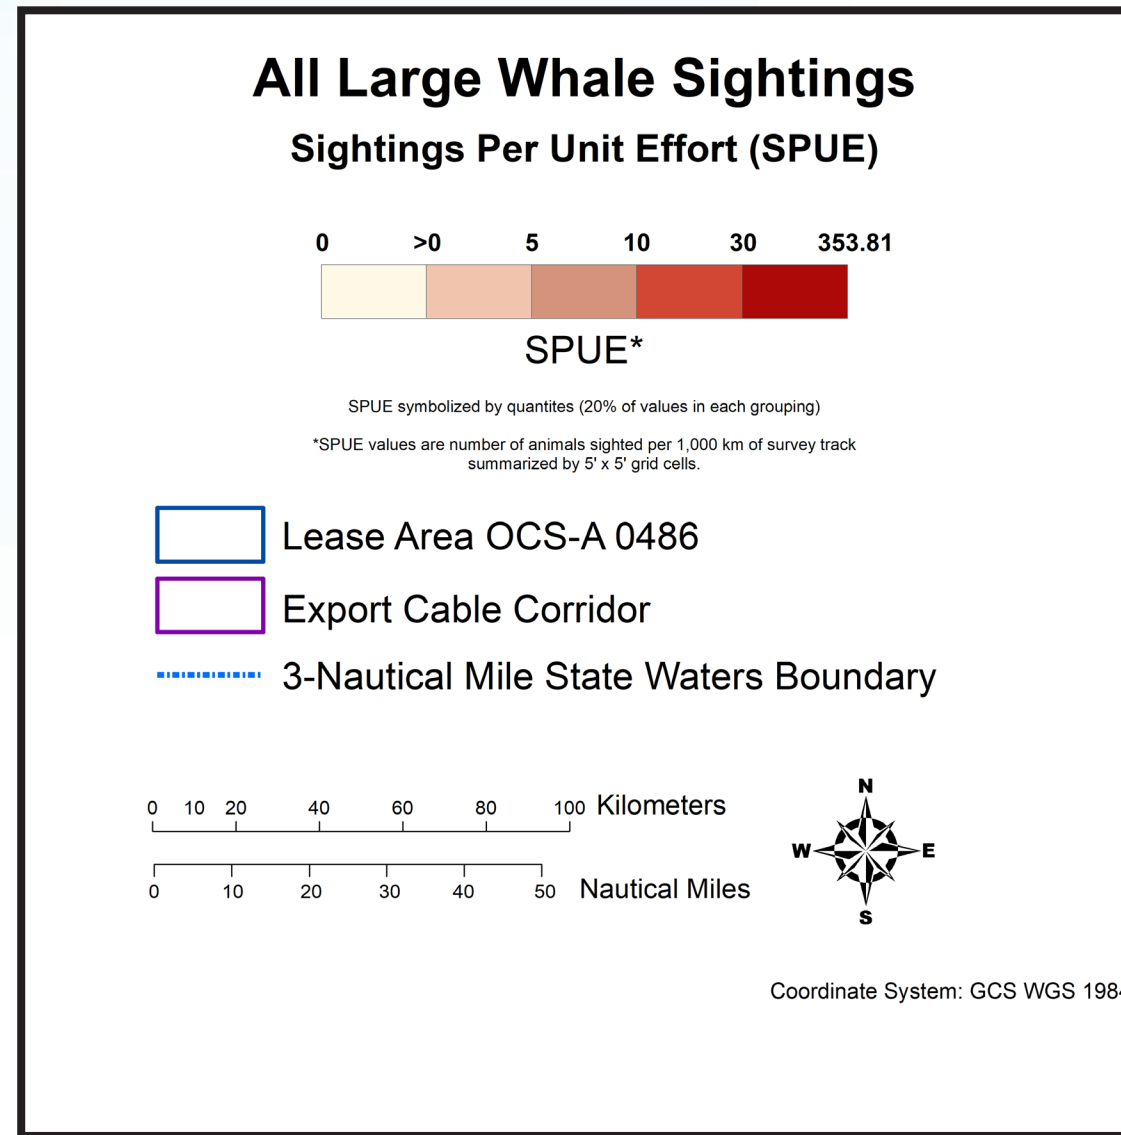 All Large Whale Sightings
Sightings Per Unit Effort (SPUE)
0 >0 5 10 30 353.81
SPUE*
SPUE symbolized by quantites (20% of values in each grouping)
*SPUE values are number of animals sighted per 1,000 km of survey track
summarized by 5' x 5' grid cells.
Lease Area OCS-A 0486
Export Cable Corridor
3-Nautical Mile State Waters Boundary
0 10 20 40 60 80 100 Kilometers
0 10 20 30 40 50 Nautical Miles
N
W E
S
Coordinate System: GCS WGS 1984